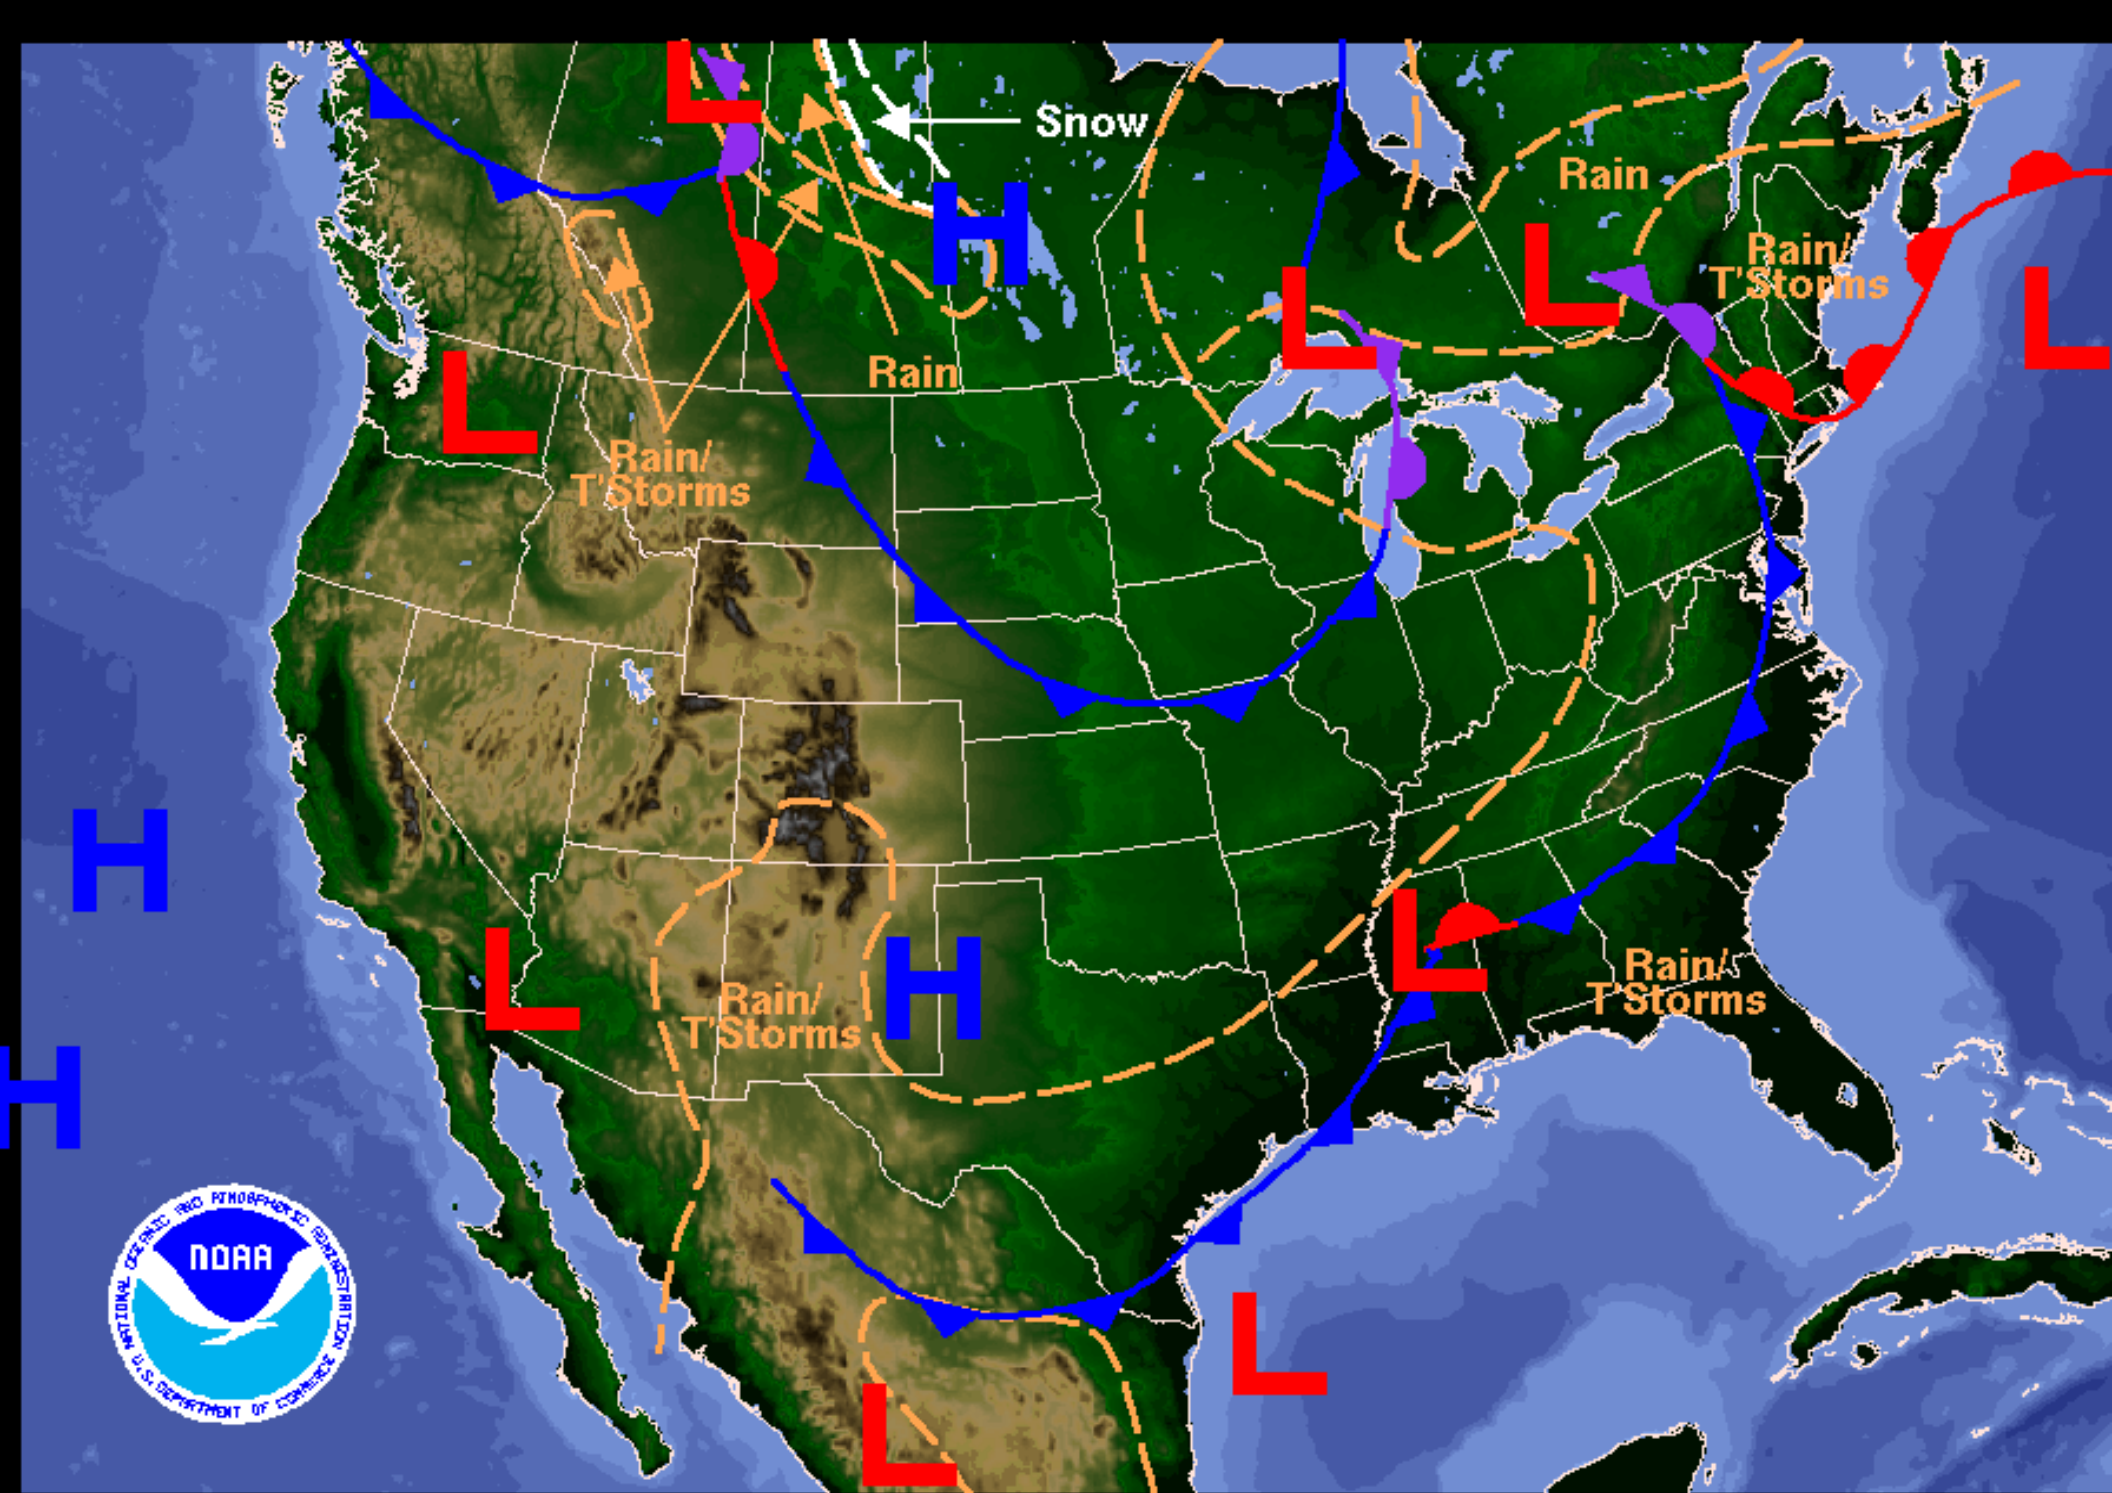 L
Snow
H
Rain
L
Rain/
T'Storms
L
L
L
L
Rain
Rain/
T'Storms
H
L
H
Rain/
T'Storms
H
L
Rain/
T'Storms
H
NATIONAL OCEANIC AND ATMOSPHERIC ADMINISTRATION
NOAA
U.S. DEPARTMENT OF COMMERCE
L
L